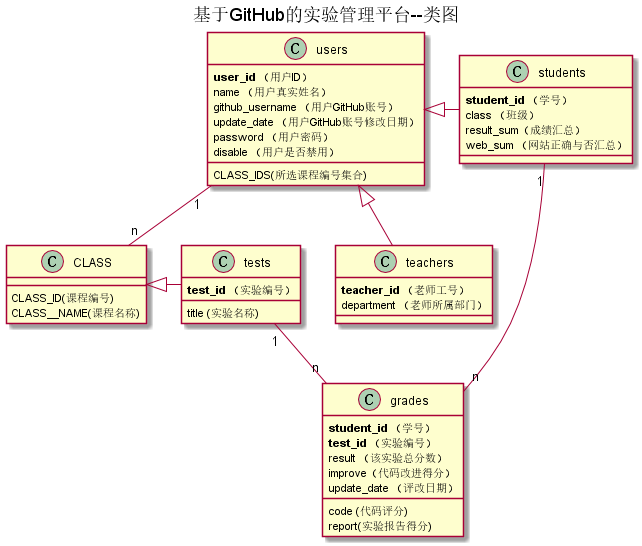 基于GitHub的实验管理平台--类图
C users
user_id （用户ID）
name （用户真实姓名）
github_username （用户GitHub账号）
update_date （用户GitHub账号修改日期）
password （用户密码）
disable （用户是否禁用）
CLASS_IDS(所选课程编号集合)
C students
student_id （学号）
class （班级）
result_sum（成绩汇总）
web_sum （网站正确与否汇总）
1
1
n
C CLASS
CLASS_ID(课程编号)
CLASS__NAME(课程名称)
C tests
test_id （实验编号）
title (实验名称)
C teachers
teacher_id （老师工号）
department （老师所属部门）
1
n
n
C grades
student_id （学号）
test_id （实验编号）
result （该实验总分数）
improve（代码改进得分）
update_date （评改日期）
code (代码评分)
report(实验报告得分)